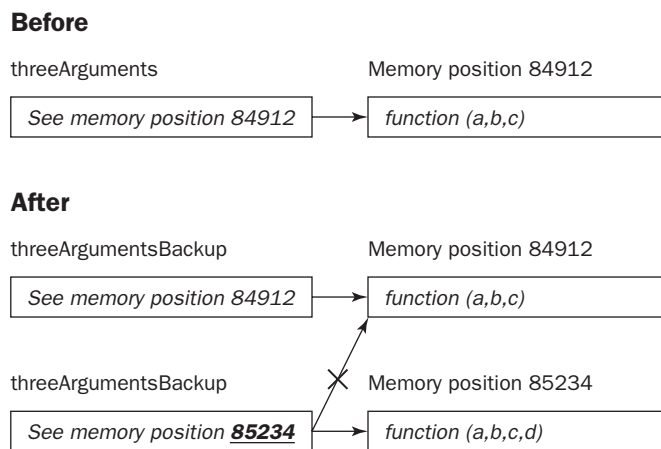 Before
threeArguments Memory position 84912
See memory position 84912 function (a,b,c)
After
threeArgumentsBackup Memory position 84912
See memory position 84912 function (a,b,c)
threeArgumentsBackup Memory position 85234
See memory position 85234 function (a,b,c,d)